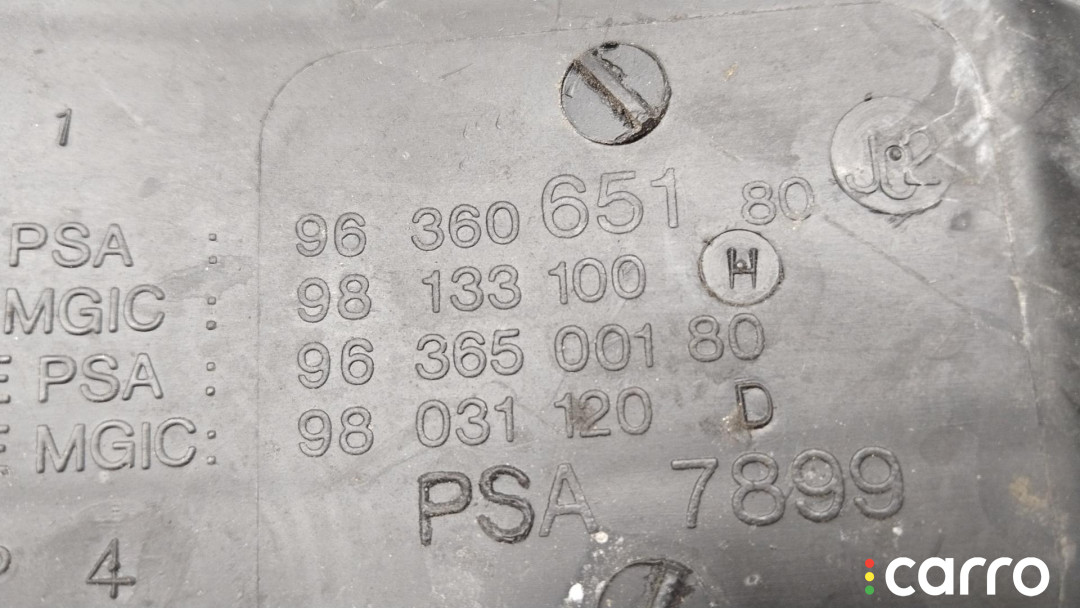 1
PSA : 96 360 651 80
MGIC : 98 133 100 H
E PSA : 96 365 001 80
E MGIC : 98 031 120 D
PSA 7899
P 4
carro